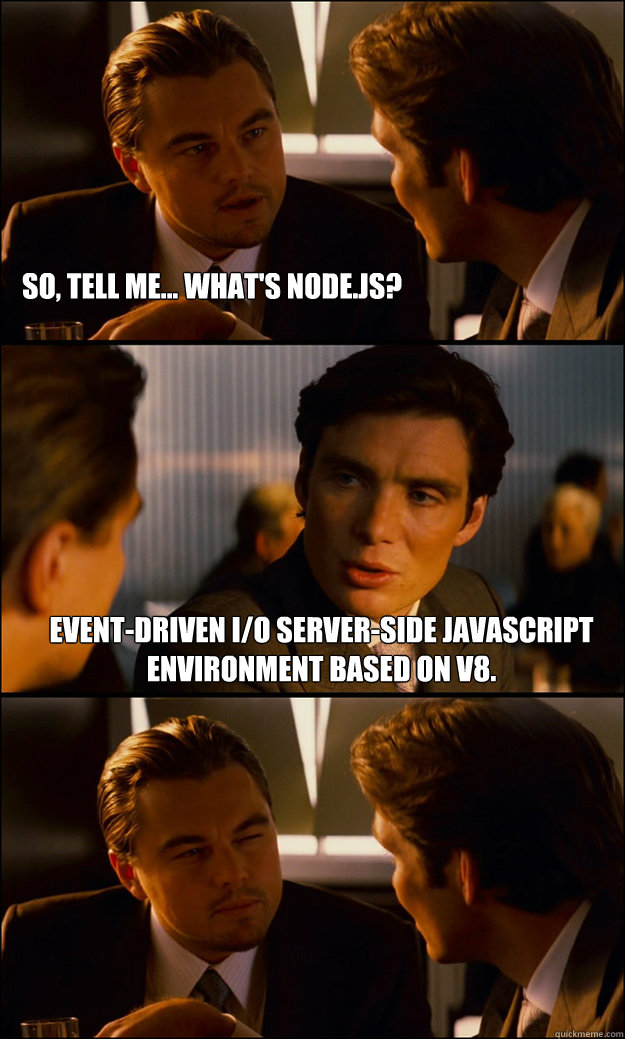 SO, TELL ME... WHAT'S NODE.JS?
EVENT-DRIVEN I/O SERVER-SIDE JAVASCRIPT
ENVIRONMENT BASED ON V8.
quickmeme.com